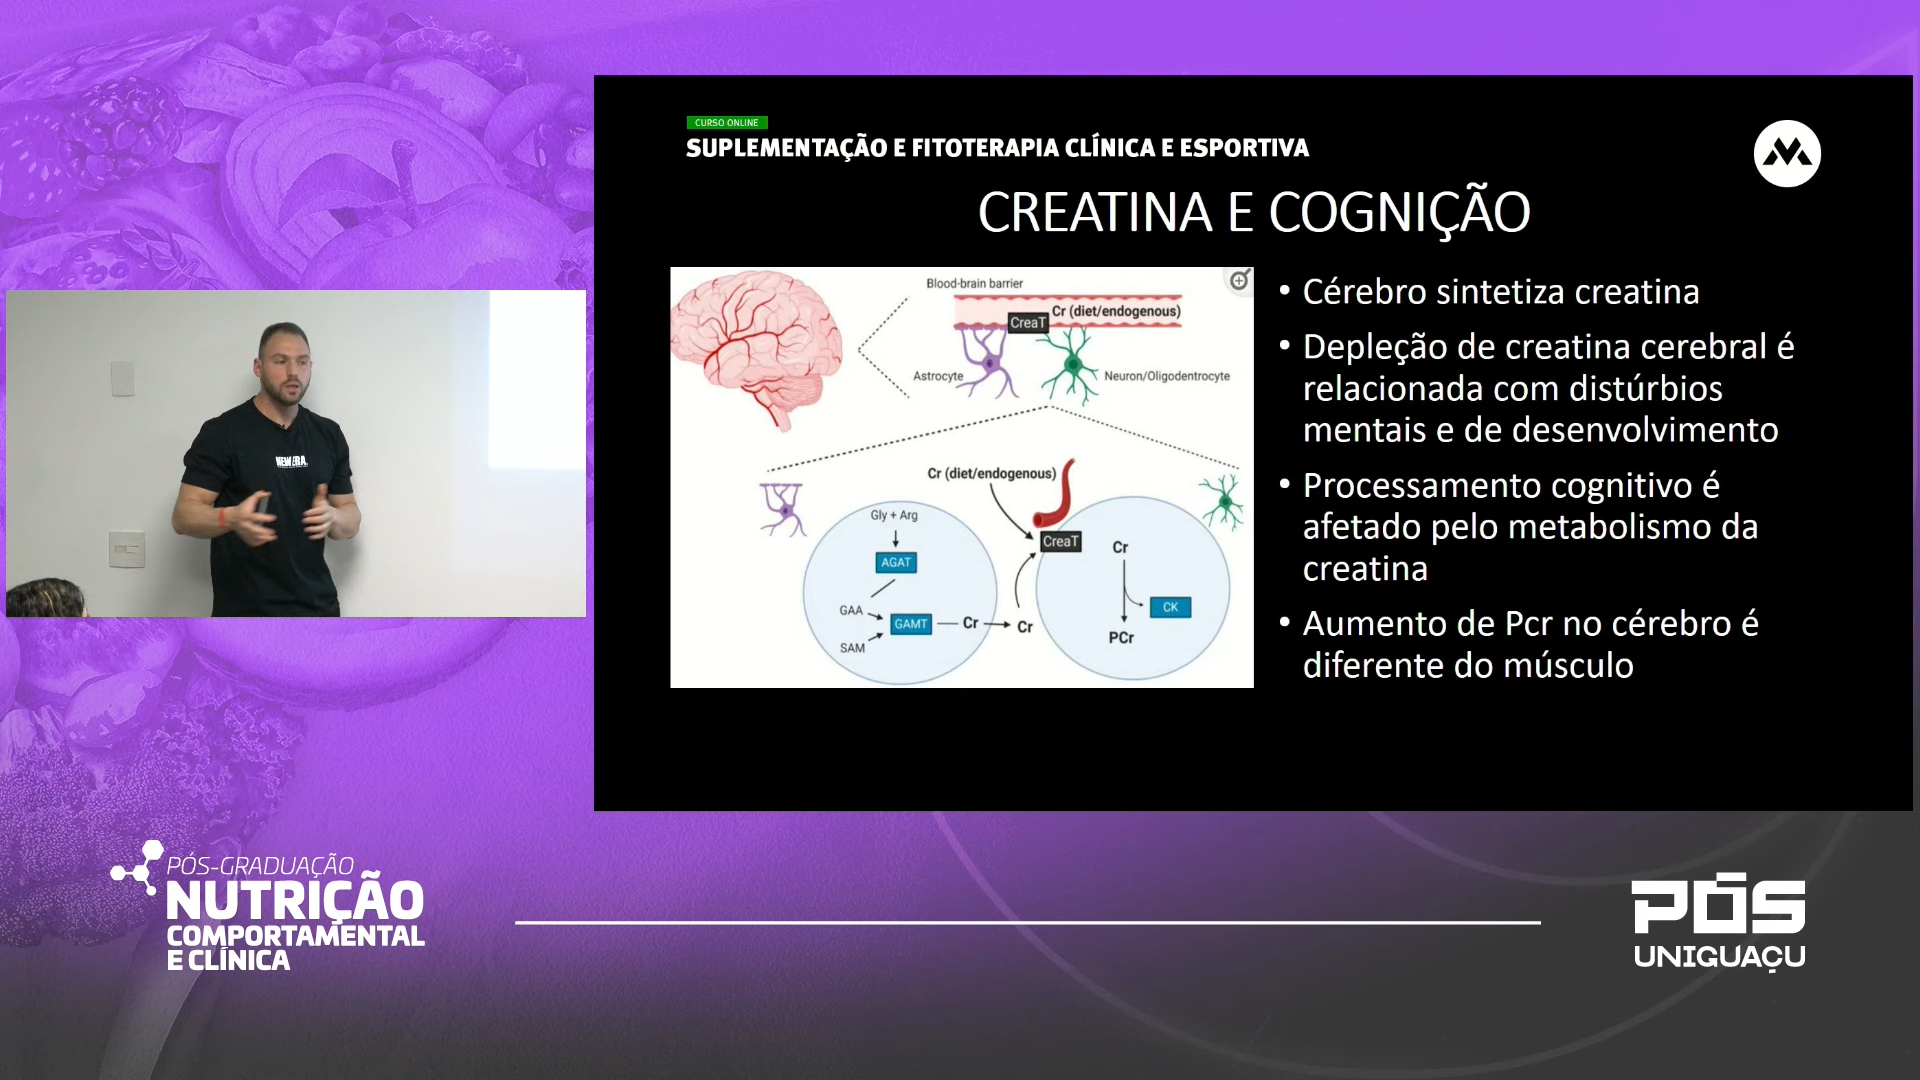 CURSO ONLINE
SUPLEMENTAÇÃO E FITOTERAPIA CLÍNICA E ESPORTIVA
CREATINA E COGNIÇÃO
Blood-brain barrier
Cr (diet/endogenous)
CreaT
Astrocyte
Neuron/Oligodentrocyte
Cr (diet/endogenous)
Gly + Arg
AGAT
GAA
GAMT
SAM
Cr
Cr
CreaT
Cr
CK
PCr
• Cérebro sintetiza creatina
• Depleção de creatina cerebral é
relacionada com distúrbios
mentais e de desenvolvimento
• Processamento cognitivo é
afetado pelo metabolismo da
creatina
• Aumento de Pcr no cérebro é
diferente do músculo
NEW ERA
PÓS-GRADUAÇÃO
NUTRIÇÃO
COMPORTAMENTAL
E CLÍNICA
PÓS
UNIGUAÇU